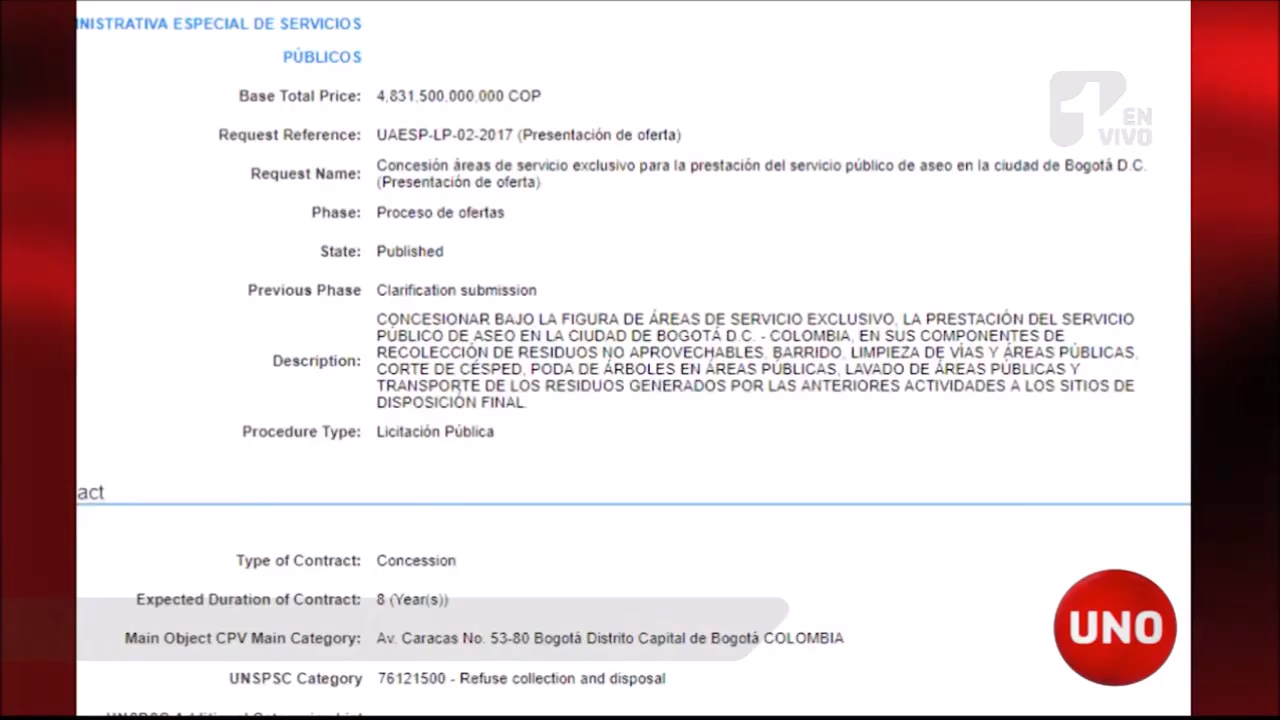 NISTRATIVA ESPECIAL DE SERVICIOS
PÚBLICOS
Base Total Price: 4,831,500,000,000 COP
Request Reference: UAESP-LP-02-2017 (Presentación de oferta)
Request Name: Concesión áreas de servicio exclusivo para la prestación del servicio público de aseo en la ciudad de Bogotá D.C.
(Presentación de oferta)
Phase: Proceso de ofertas
State: Published
Previous Phase Clarification submission
Description: CONCESIONAR BAJO LA FIGURA DE ÁREAS DE SERVICIO EXCLUSIVO, LA PRESTACIÓN DEL SERVICIO
PÚBLICO DE ASEO EN LA CIUDAD DE BOGOTÁ D.C. - COLOMBIA, EN SUS COMPONENTES DE
RECOLECCIÓN DE RESIDUOS NO APROVECHABLES, BARRIDO, LIMPIEZA DE VÍAS Y ÁREAS PÚBLICAS,
CORTE DE CÉSPED, PODA DE ÁRBOLES EN ÁREAS PÚBLICAS, LAVADO DE ÁREAS PÚBLICAS Y
TRANSPORTE DE LOS RESIDUOS GENERADOS POR LAS ANTERIORES ACTIVIDADES A LOS SITIOS DE
DISPOSICIÓN FINAL.
Procedure Type: Licitación Pública
act
Type of Contract: Concession
Expected Duration of Contract: 8 (Year(s))
Main Object CPV Main Category: Av. Caracas No. 53-80 Bogotá Distrito Capital de Bogotá COLOMBIA
UNSPSC Category 76121500 - Refuse collection and disposal
1 EN
VIVO
UNO